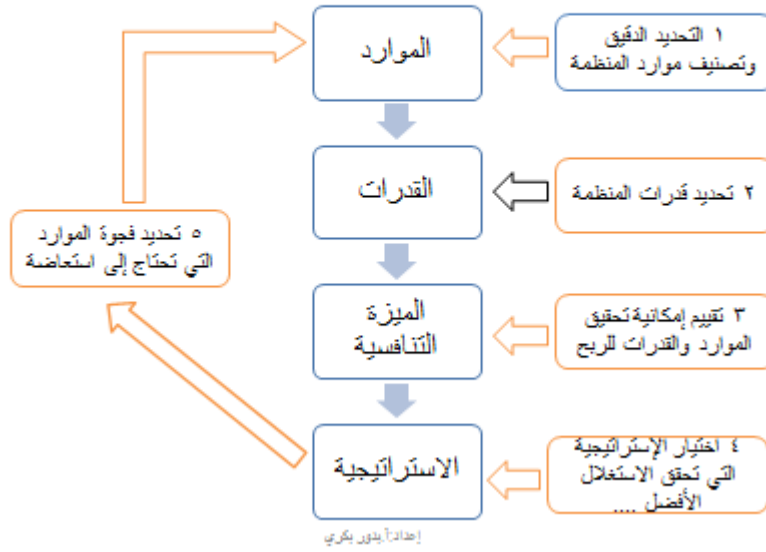 الموارد
١ التحديد الدقيق
وتصنيف موارد المنظمة
القدرات
٢ تحديد قدرات المنظمة
الميزة
التنافسية
٣ تقييم إمكانية تحقيق
الموارد والقدرات للربح
الاستراتيجية
٤ اختيار الإستراتيجية
التي تحقق الاستغلال
الأفضل ....
٥ تحديد فجوة الموارد
التي تحتاج إلى استعاضة
إعداد:أ.بدور بكري